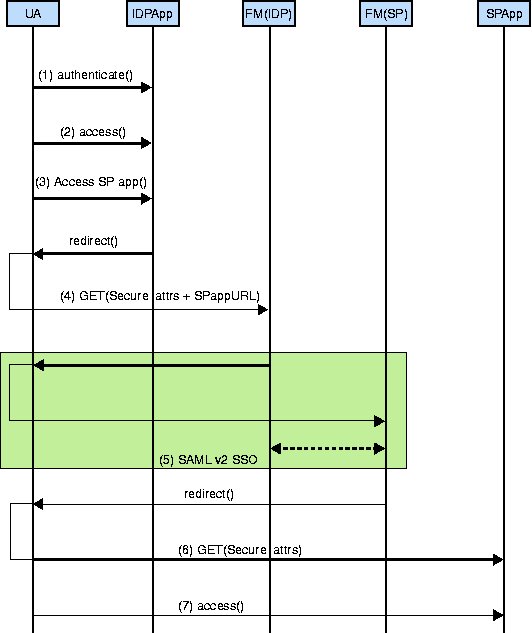 UA
IDPApp
FM(IDP)
FM(SP)
SPApp
(1) authenticate()
(2) access()
(3) Access SP app()
redirect()
(4) GET(Secure attrs + SPappURL)
(5) SAML v2 SSO
redirect()
(6) GET(Secure attrs)
(7) access()